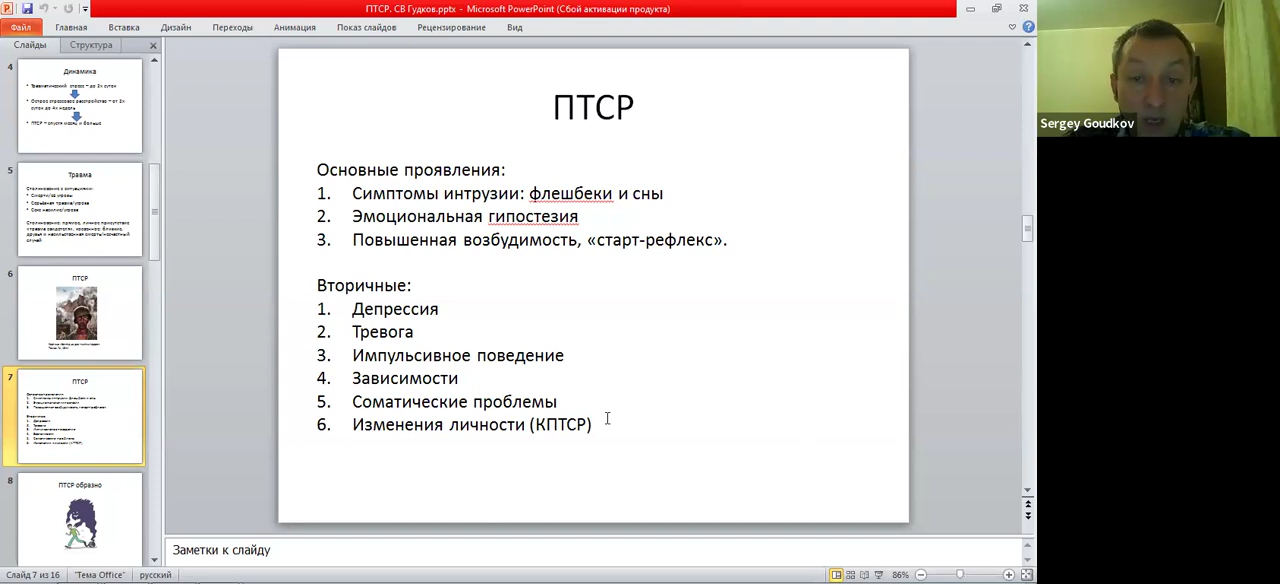 ПТСР. СВ Гудков.pptx - Microsoft PowerPoint (Сбой активации продукта)
Файл Главная Вставка Дизайн Переходы Анимация Показ слайдов Рецензирование Вид
Слайды Структура
4
Динамика
5
Травма
6
ПТСР
7
ПТСР
8
ПТСР образно
ПТСР
Основные проявления:
1. Симптомы интрузии: флешбеки и сны
2. Эмоциональная гипостезия
3. Повышенная возбудимость, «старт-рефлекс».
Вторичные:
1. Депрессия
2. Тревога
3. Импульсивное поведение
4. Зависимости
5. Соматические проблемы
6. Изменения личности (КПТСР)
Заметки к слайду
Слайд 7 из 16 "Тема Office" русский 86%
Sergey Goudkov